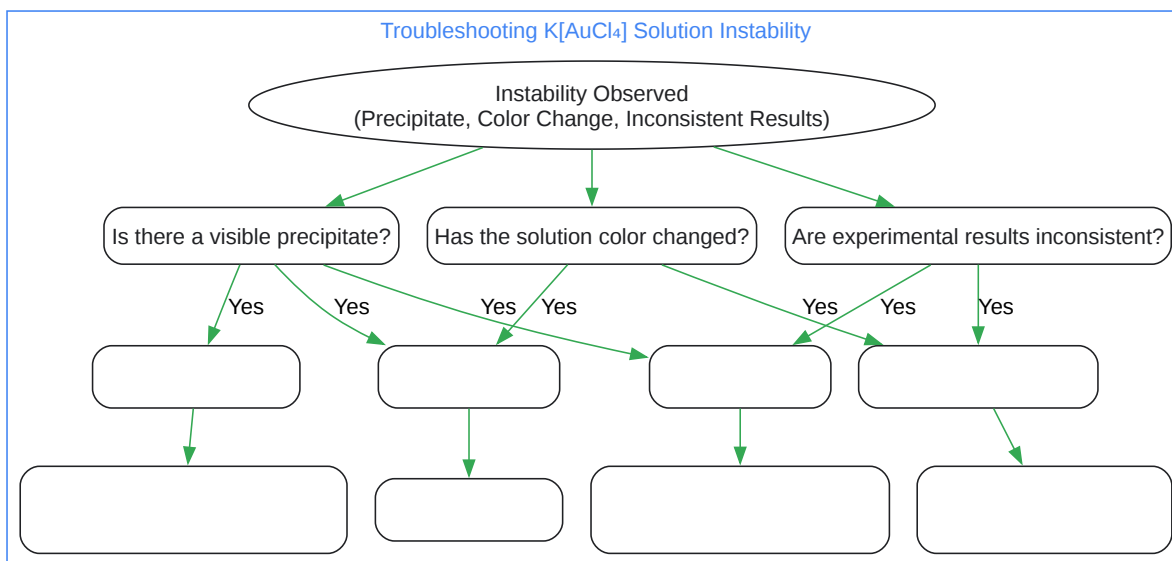 Troubleshooting K[AuCl₄] Solution Instability
Instability Observed
(Precipitate, Color Change, Inconsistent Results)
Is there a visible precipitate?
Has the solution color changed?
Are experimental results inconsistent?
Yes
Yes
Yes
Yes
Yes
Yes
Yes